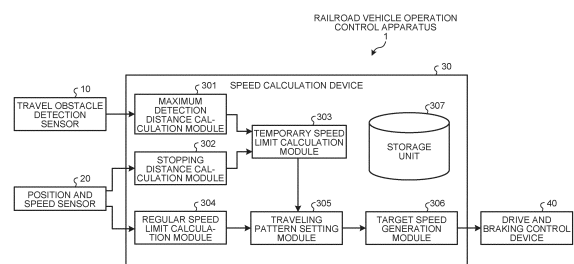 RAILROAD VEHICLE OPERATION
CONTROL APPARATUS
1
30
SPEED CALCULATION DEVICE
10
TRAVEL OBSTACLE
DETECTION
SENSOR
301
MAXIMUM
DETECTION
DISTANCE CAL-
CULATION MODULE
302
STOPPING
DISTANCE CAL-
CULATION MODULE
303
TEMPORARY SPEED
LIMIT CALCULATION
MODULE
307
STORAGE
UNIT
20
POSITION AND
SPEED SENSOR
304
REGULAR SPEED
LIMIT CALCULA-
TION MODULE
305
TRAVELING
PATTERN SETTING
MODULE
306
TARGET SPEED
GENERATION
MODULE
40
DRIVE AND
BRAKING CONTROL
DEVICE